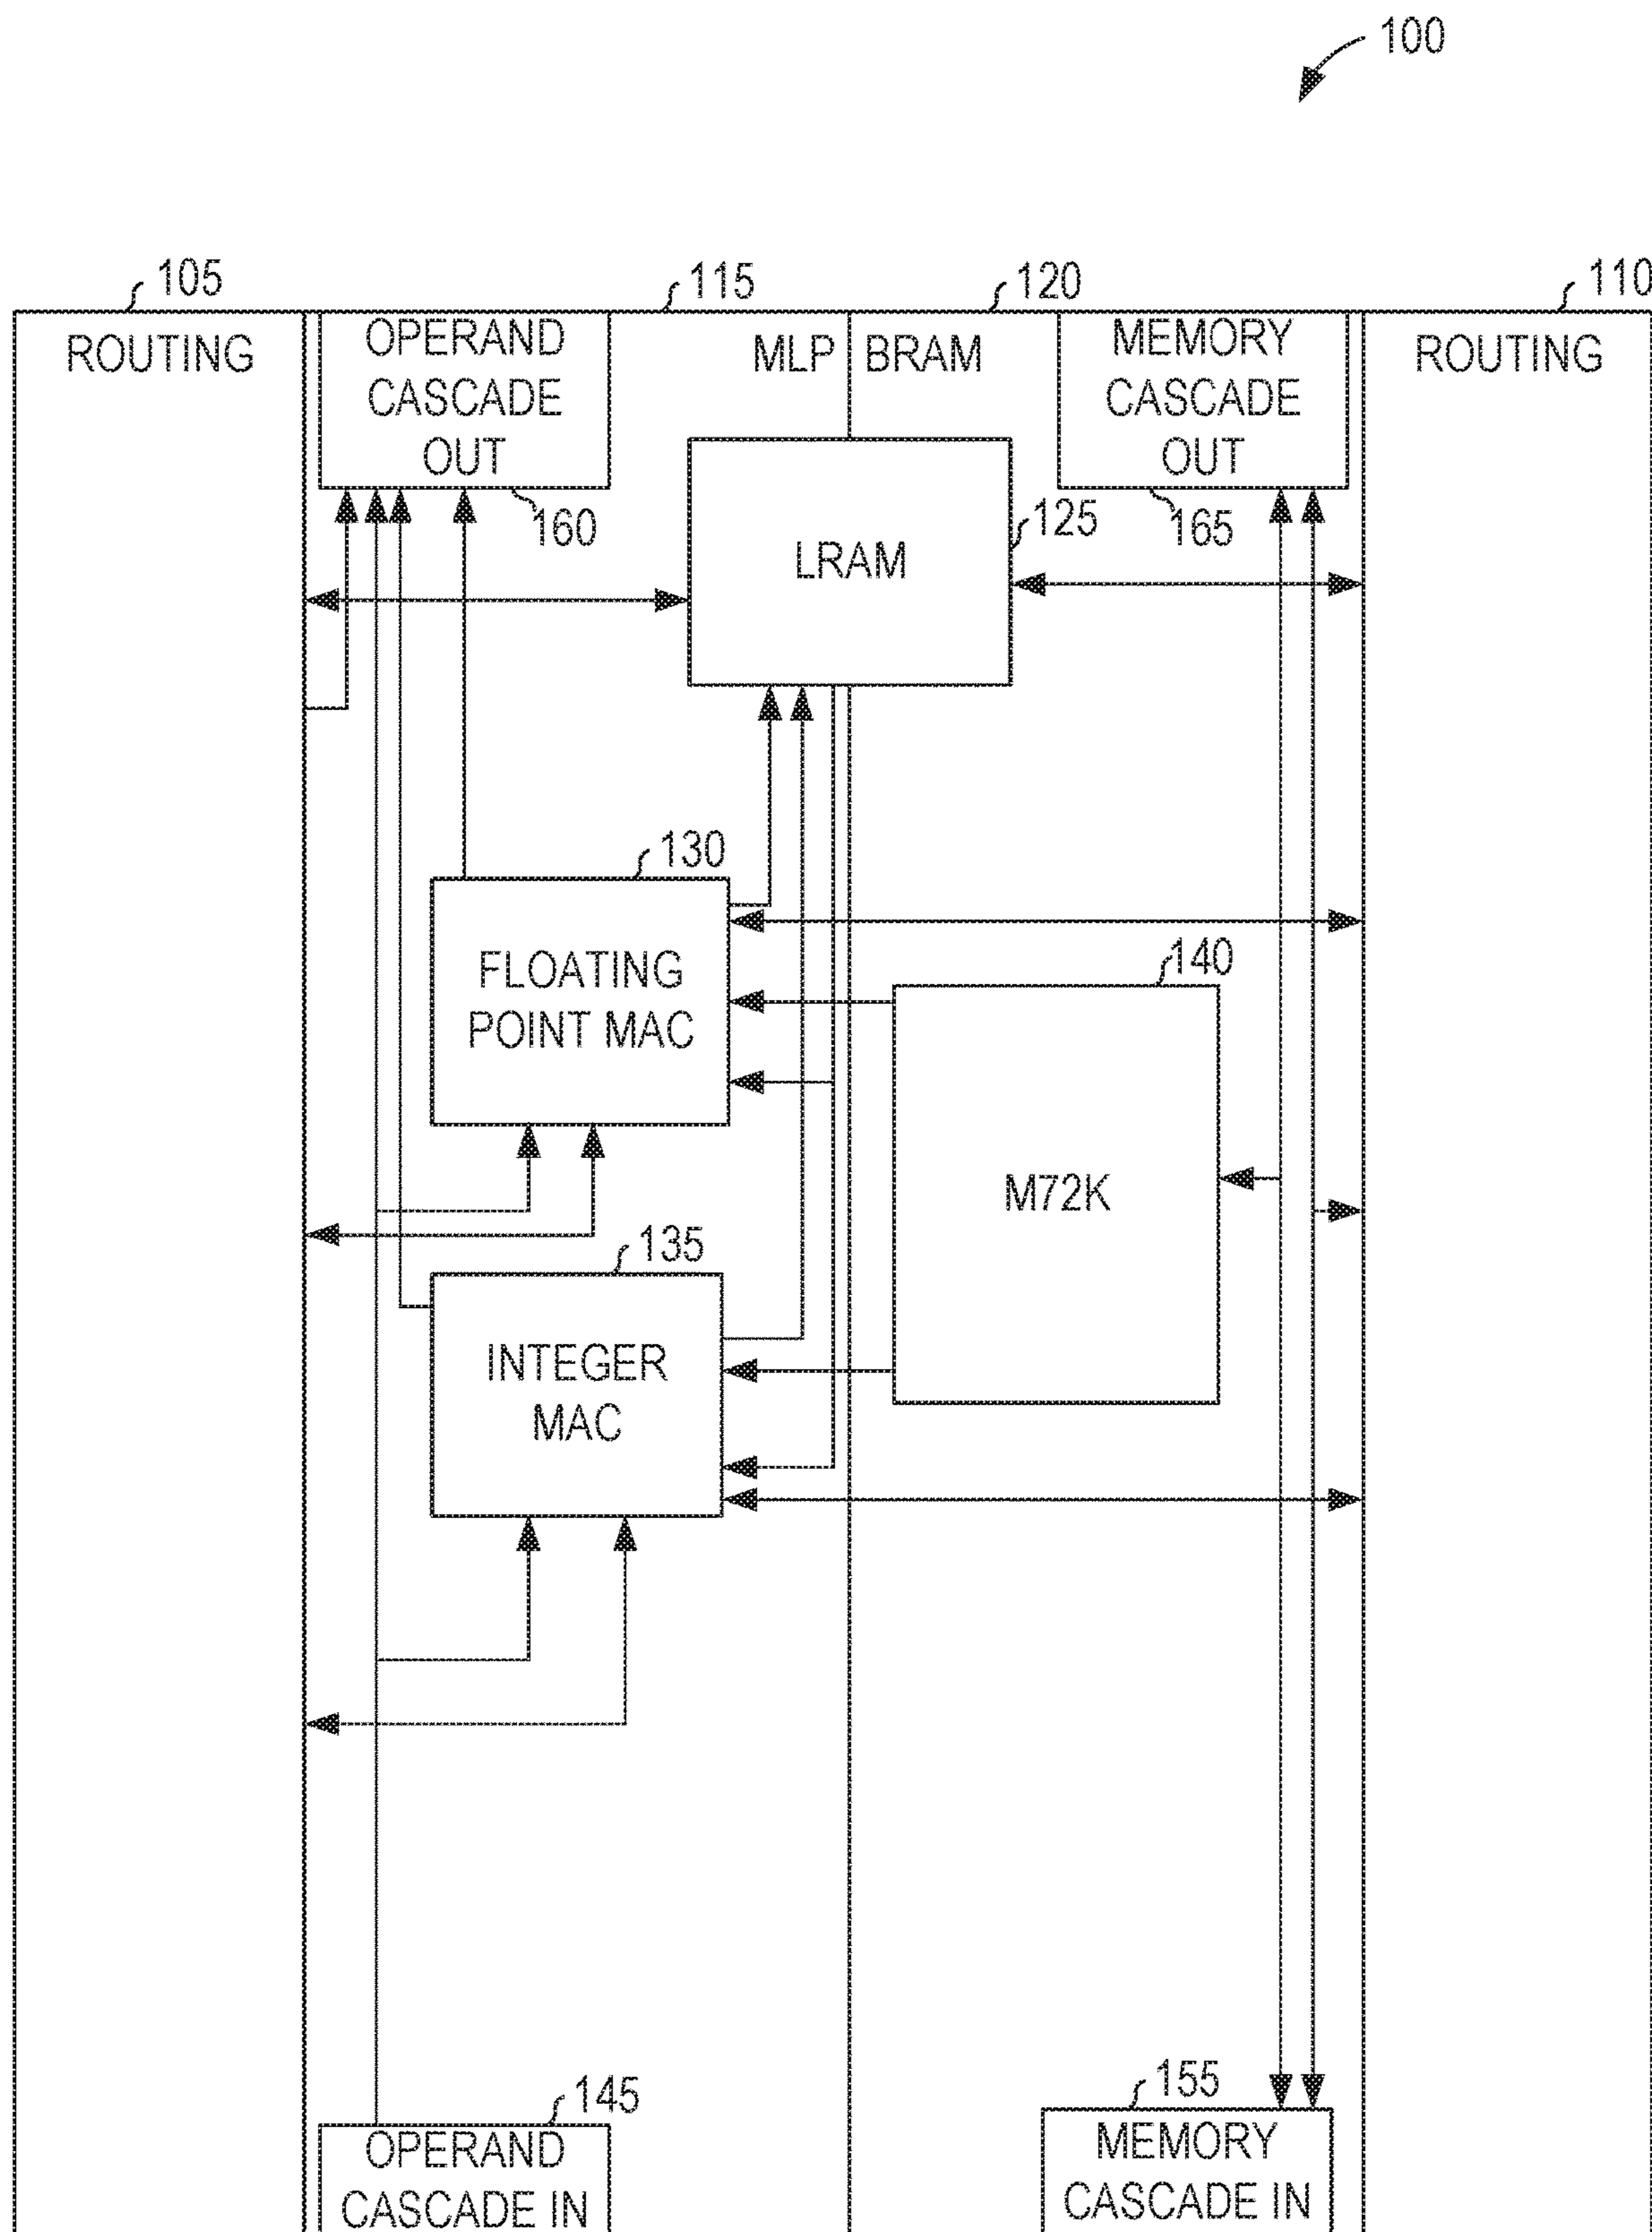 100
105
115
120
110
ROUTING
OPERAND
CASCADE
OUT
MLP
BRAM
MEMORY
CASCADE
OUT
ROUTING
160
165
125
LRAM
130
FLOATING
POINT MAC
140
M72K
135
INTEGER
MAC
145
OPERAND
CASCADE IN
155
MEMORY
CASCADE IN